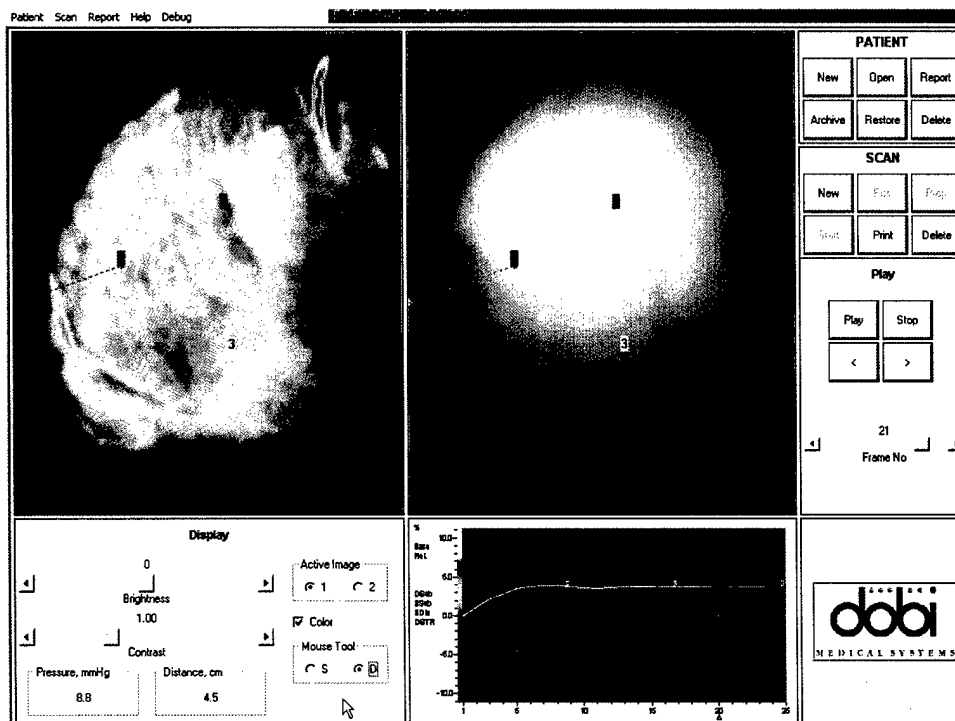 Patient Scan Report Help Debug
PATIENT
New Open Report
Archive Restore Delete
SCAN
New
Print Delete
Play
Play Stop
< >
21
Frame No
3
3
Display
0
Brightness
1.00
Contrast
Active Image
1 2
Color
Mouse Tool
S D
Pressure, mmHg
8.8
Distance, cm
4.5
%
Base
10.0
5.0
0.0
-5.0
-10.0
1 5 10 15 20 25
dobi
MEDICAL SYSTEMS